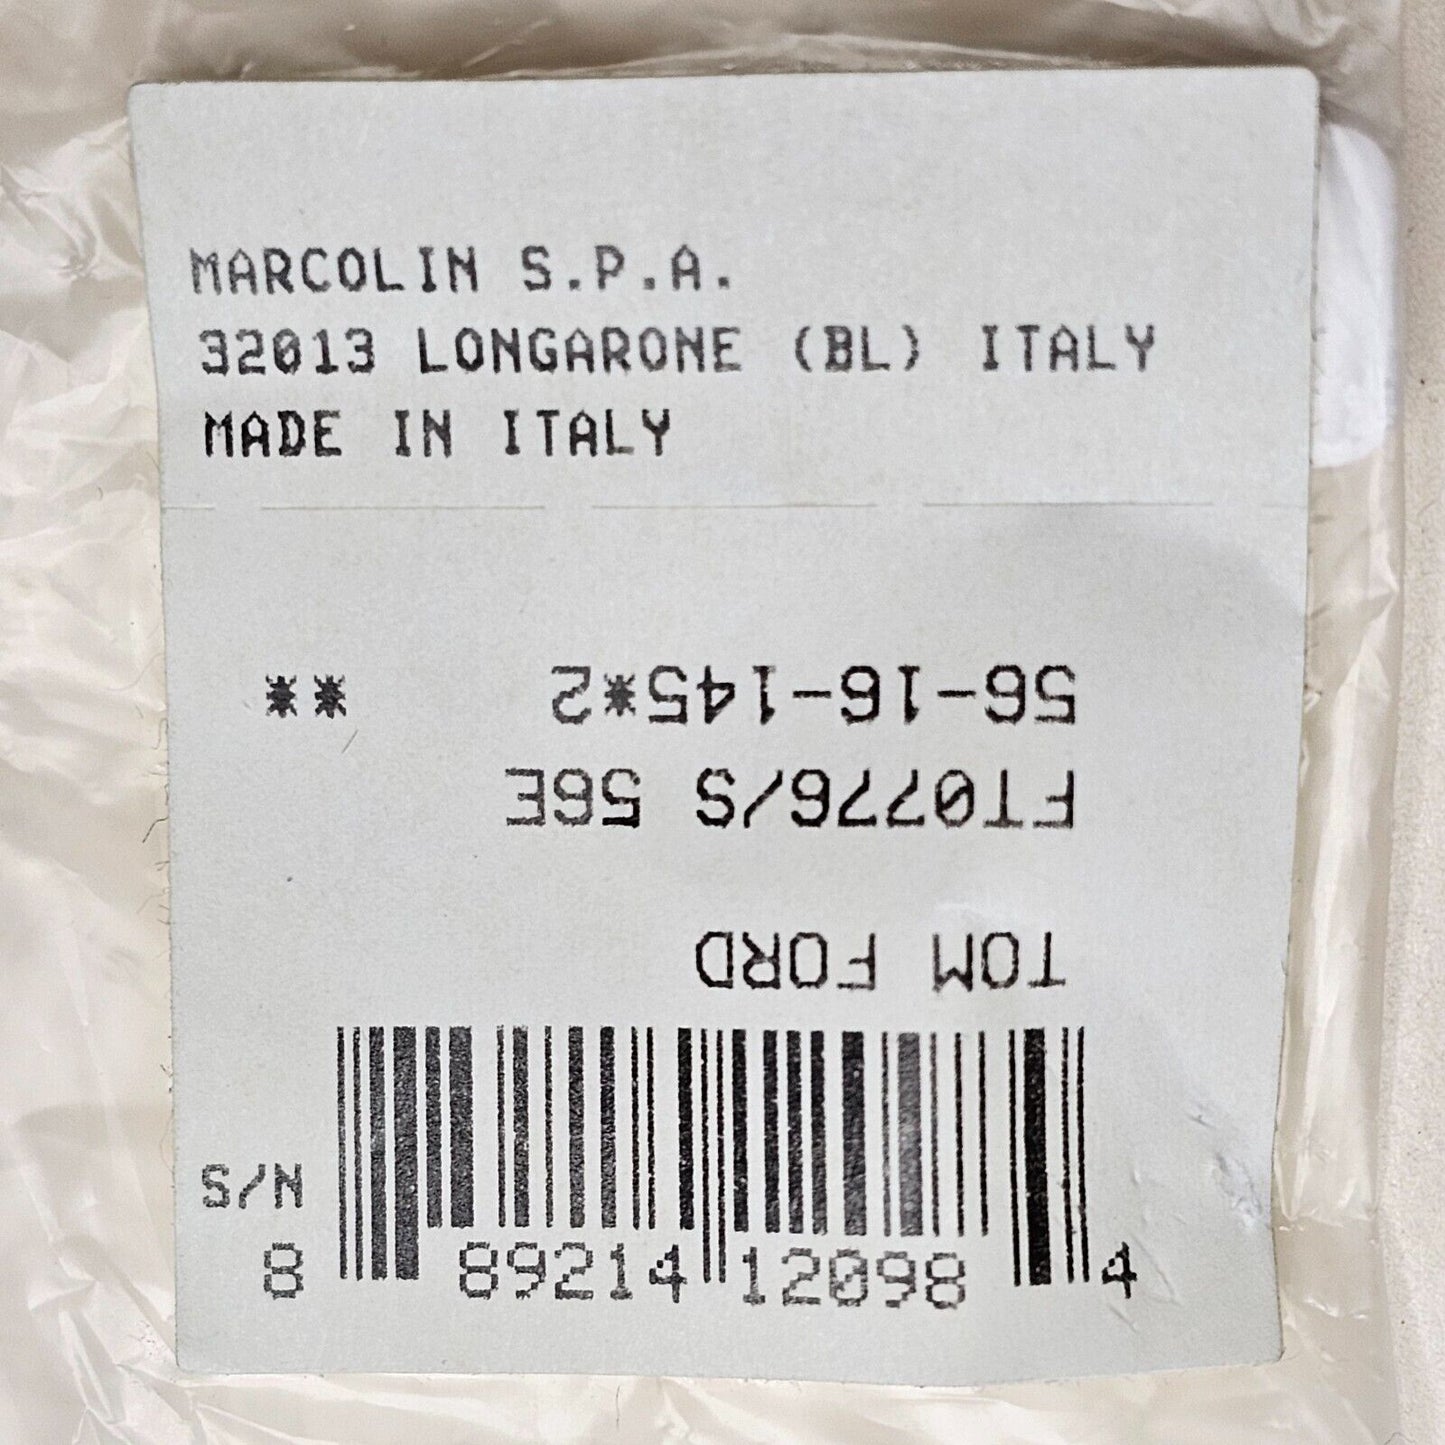 MARCOLIN S.P.A.
32013 LONGARONE (BL) ITALY
MADE IN ITALY
TOM FORD
FT0776/S 56E
56-16-145*2 **
S/N
8 89214 12098 4